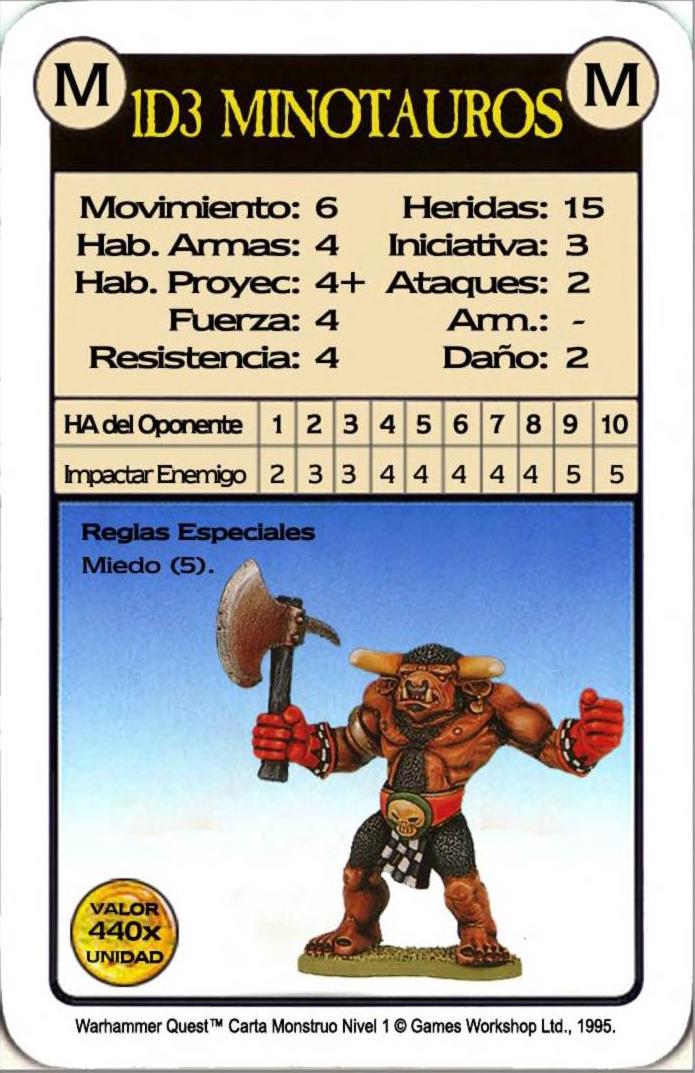 M
1D3 MINOTAUROS
M
Movimiento: 6 Heridas: 15
Hab. Armas: 4 Iniciativa: 3
Hab. Proyec: 4+ Ataques: 2
Fuerza: 4 Arm.: -
Resistencia: 4 Daño: 2
HA del Oponente 1 2 3 4 5 6 7 8 9 10
Impactar Enemigo 2 3 3 4 4 4 4 4 5 5
Reglas Especiales
Miedo (5).
VALOR
440x
UNIDAD
Warhammer Quest™ Carta Monstruo Nivel 1 © Games Workshop Ltd., 1995.